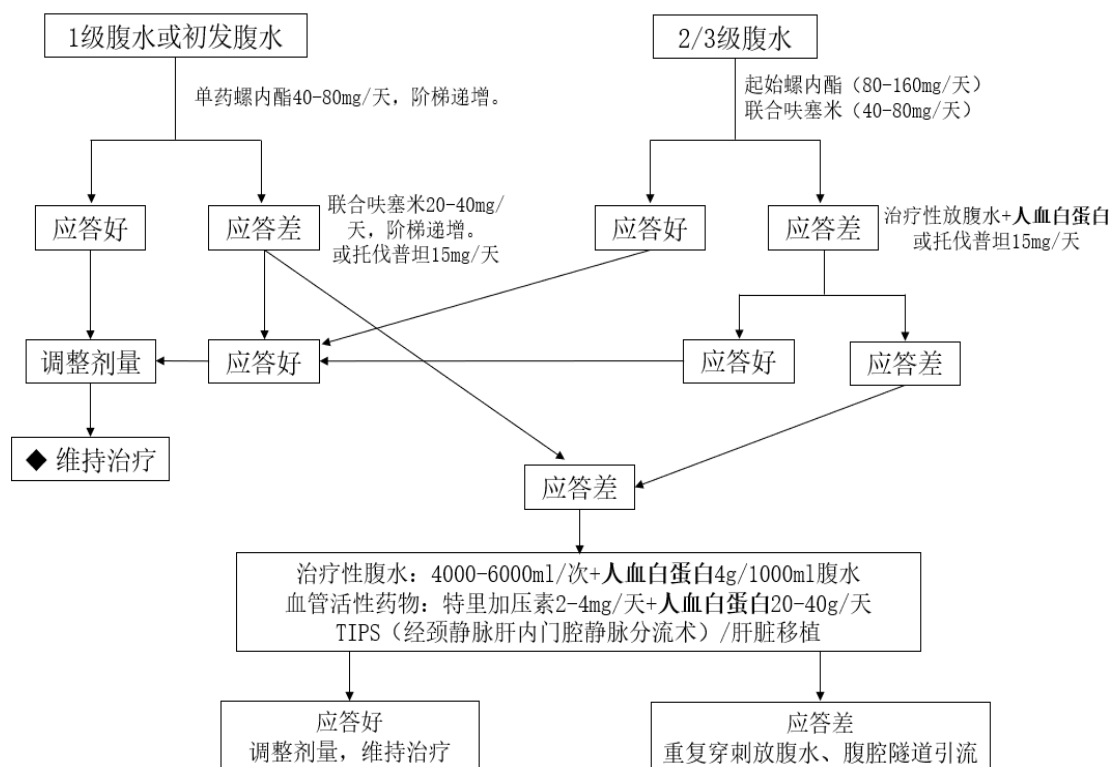 1级腹水或初发腹水
2/3级腹水
单药螺内酯40-80mg/天，阶梯递增。
起始螺内酯（80-160mg/天）
联合呋塞米（40-80mg/天）
应答好
应答差
联合呋塞米20-40mg/
天，阶梯递增。
或托伐普坦15mg/天
应答好
应答差
治疗性放腹水+人血白蛋白
或托伐普坦15mg/天
调整剂量
应答好
应答好
应答差
◆ 维持治疗
应答差
治疗性腹水：4000-6000ml/次+人血白蛋白4g/1000ml腹水
血管活性药物：特里加压素2-4mg/天+人血白蛋白20-40g/天
TIPS（经颈静脉肝内门腔静脉分流术）/肝脏移植
应答好
调整剂量，维持治疗
应答差
重复穿刺放腹水、腹腔隧道引流